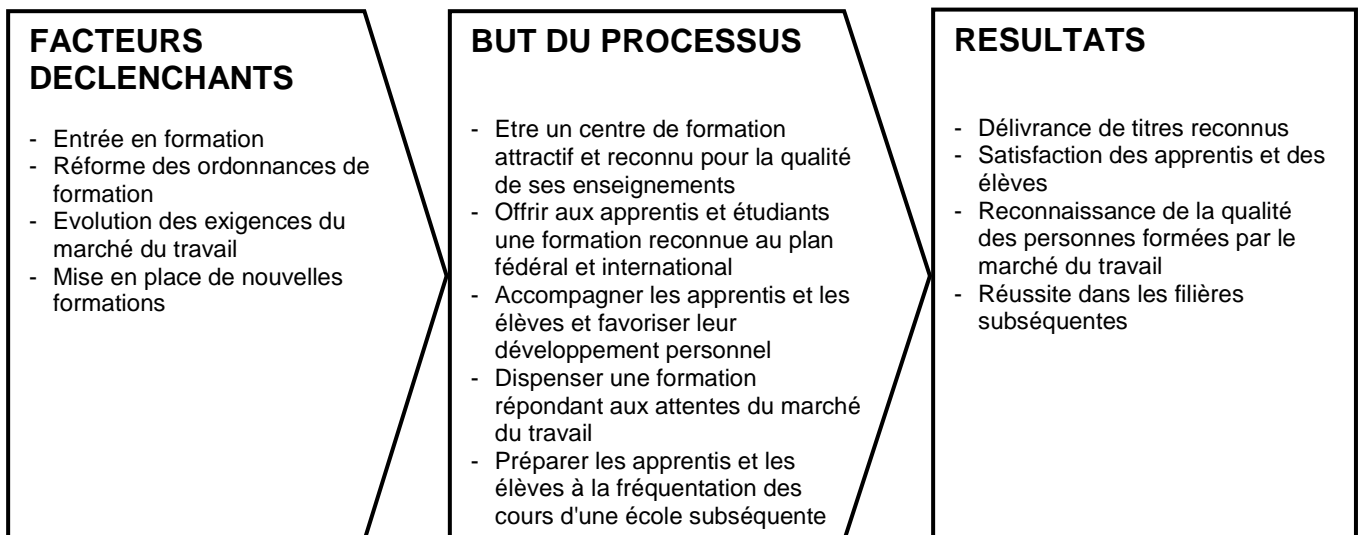 FACTEURS
DECLENCHANTS
- Entrée en formation
- Réforme des ordonnances de
formation
- Evolution des exigences du
marché du travail
- Mise en place de nouvelles
formations
BUT DU PROCESSUS
- Etre un centre de formation
attractif et reconnu pour la qualité
de ses enseignements
- Offrir aux apprentis et étudiants
une formation reconnue au plan
fédéral et international
- Accompagner les apprentis et les
élèves et favoriser leur
développement personnel
- Dispenser une formation
répondant aux attentes du marché
du travail
- Préparer les apprentis et les
élèves à la fréquentation des
cours d'une école subséquente
RESULTATS
- Délivrance de titres reconnus
- Satisfaction des apprentis et des
élèves
- Reconnaissance de la qualité
des personnes formées par le
marché du travail
- Réussite dans les filières
subséquentes